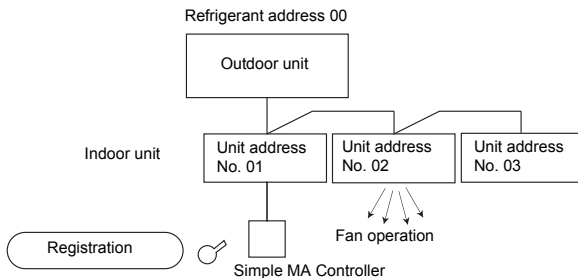 Refrigerant address 00
Outdoor unit
Indoor unit
Unit address
No. 01
Unit address
No. 02
Unit address
No. 03
Fan operation
Registration
Simple MA Controller